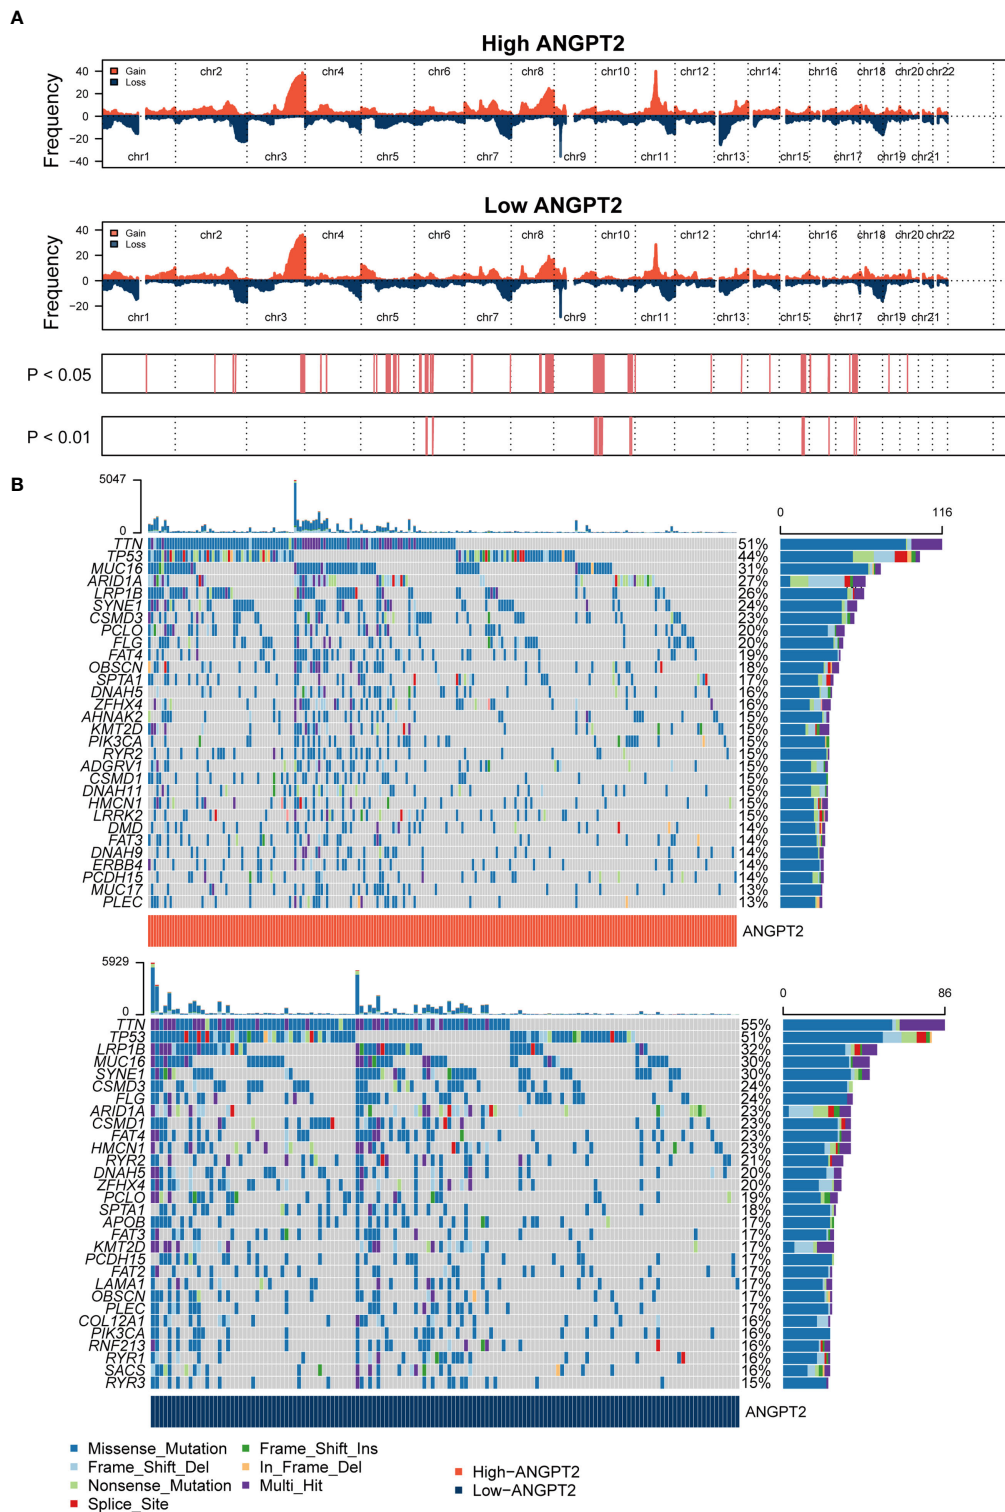 A
High ANGPT2
Frequency
40
20
0
−20
−40
Gain
Loss
chr2
chr4
chr6
chr8
chr10
chr12
chr14
chr16
chr18
chr20
chr22
chr1
chr3
chr5
chr7
chr9
chr11
chr13
chr15
chr17
chr19
chr21
Low ANGPT2
Frequency
40
20
0
−20
Gain
Loss
chr2
chr4
chr6
chr8
chr10
chr12
chr14
chr16
chr18
chr20
chr22
chr1
chr3
chr5
chr7
chr9
chr11
chr13
chr15
chr17
chr19
chr21
P < 0.05
P < 0.01
B
5047
0
0 116
TTN 51%
TP53 44%
MUC16 31%
ARID1A 27%
LRP1B 26%
SYNE1 24%
CSMD3 23%
PCLO 20%
FLG 20%
FAT4 19%
OBSCN 18%
SPTA1 17%
DNAH5 16%
ZFHX4 16%
AHNAK2 15%
KMT2D 15%
PIK3CA 15%
RYR2 15%
ADGRV1 15%
CSMD1 15%
DNAH11 15%
HMCN1 15%
LRRK2 15%
DMD 14%
FAT3 14%
DNAH9 14%
ERBB4 14%
PCDH15 14%
MUC17 13%
PLEC 13%
ANGPT2
5929
0
0 86
TTN 55%
TP53 51%
LRP1B 32%
MUC16 30%
SYNE1 30%
CSMD3 24%
FLG 24%
ARID1A 23%
CSMD1 23%
FAT4 23%
HMCN1 23%
RYR2 21%
DNAH5 20%
ZFHX4 20%
PCLO 19%
SPTA1 18%
APOB 17%
FAT3 17%
KMT2D 17%
PCDH15 17%
FAT2 17%
LAMA1 17%
OBSCN 17%
PLEC 17%
COL12A1 16%
PIK3CA 16%
RNF213 16%
RYR1 16%
SACS 16%
RYR3 15%
ANGPT2
Missense_Mutation
Frame_Shift_Del
Nonsense_Mutation
Splice_Site
Frame_Shift_Ins
In_Frame_Del
Multi_Hit
High−ANGPT2
Low−ANGPT2